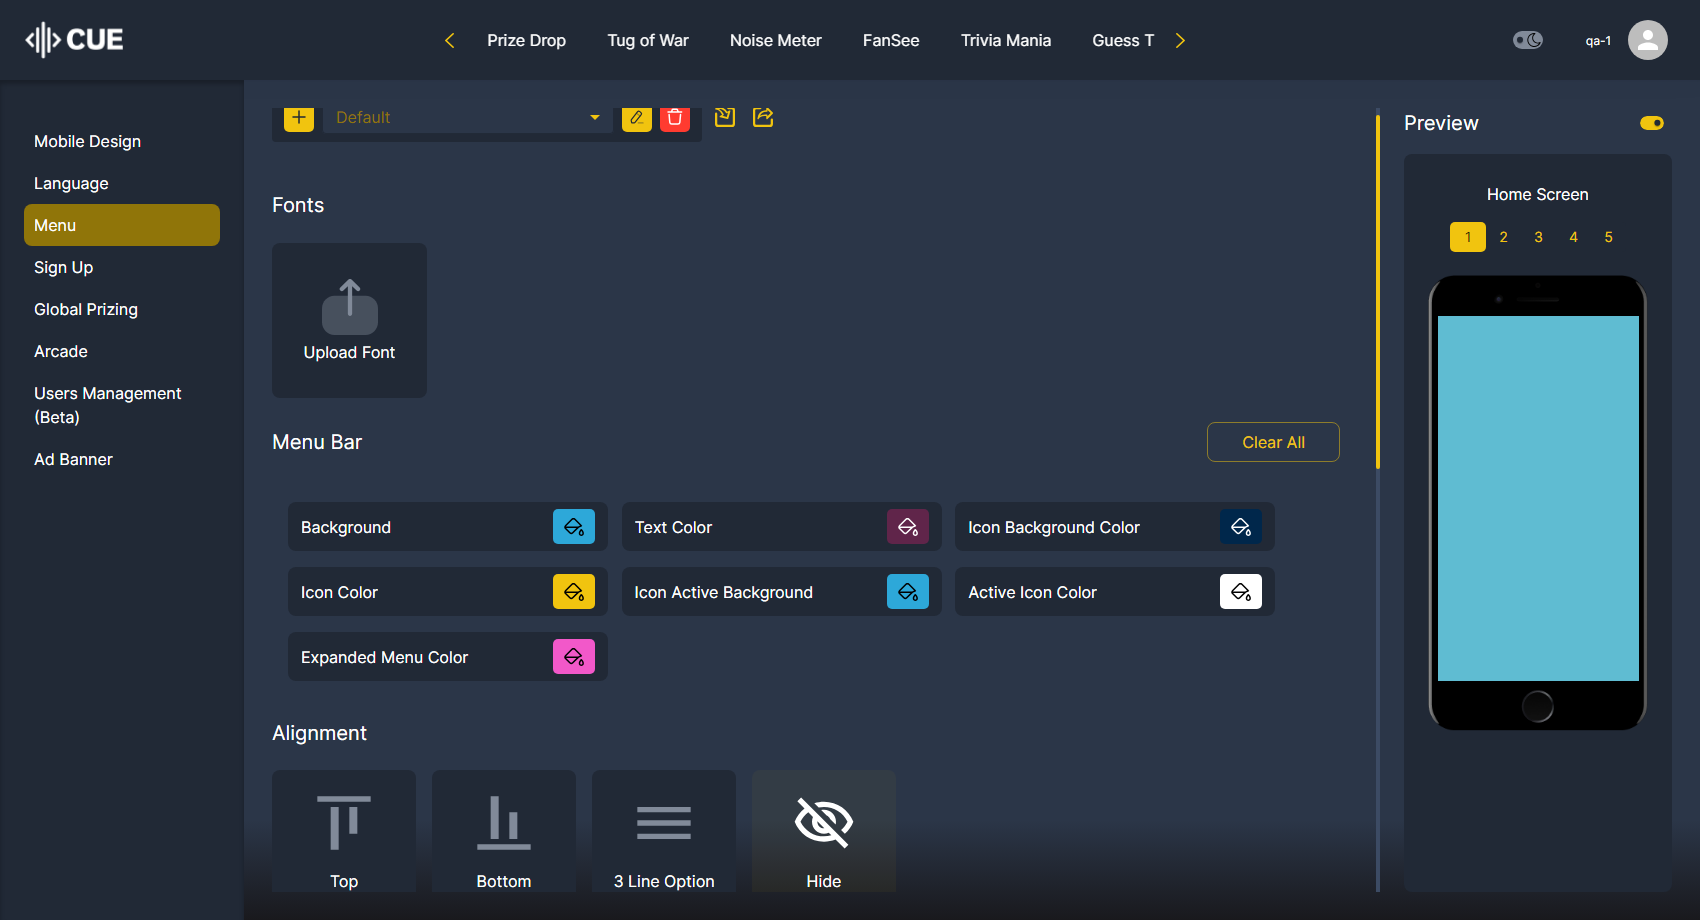 CUE
Prize Drop
Tug of War
Noise Meter
FanSee
Trivia Mania
Guess T
qa-1
Mobile Design
Language
Menu
Sign Up
Global Prizing
Arcade
Users Management
(Beta)
Ad Banner
Default
Fonts
Upload Font
Menu Bar
Clear All
Background
Text Color
Icon Background Color
Icon Color
Icon Active Background
Active Icon Color
Expanded Menu Color
Alignment
Top
Bottom
3 Line Option
Hide
Preview
Home Screen
1 2 3 4 5